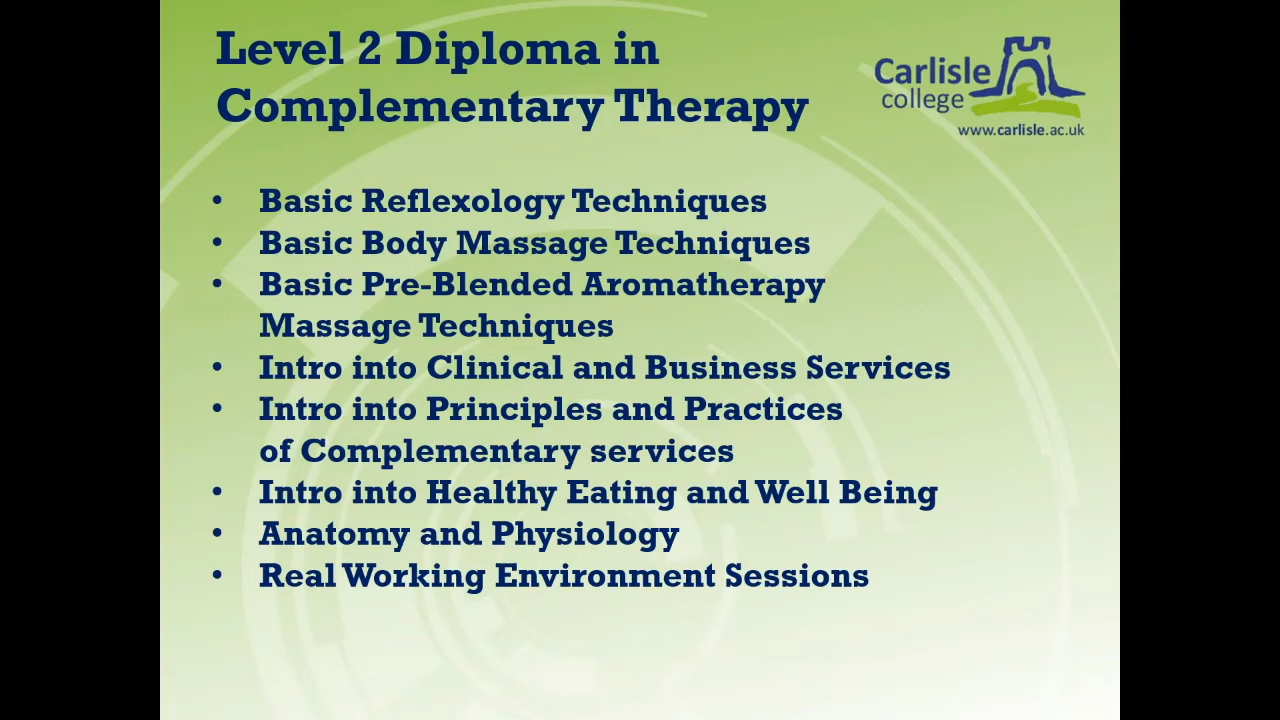 Level 2 Diploma in
Complementary Therapy
Carlisle
college
www.carlisle.ac.uk
• Basic Reflexology Techniques
• Basic Body Massage Techniques
• Basic Pre-Blended Aromatherapy
Massage Techniques
• Intro into Clinical and Business Services
• Intro into Principles and Practices
of Complementary services
• Intro into Healthy Eating and Well Being
• Anatomy and Physiology
• Real Working Environment Sessions